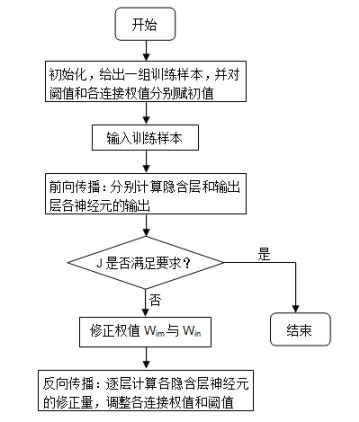 开始
初始化，给出一组训练样本，并对
阈值和各连接权值分别赋初值
输入训练样本
前向传播：分别计算隐含层和输出
层各神经元的输出
J 是否满足要求？
是
否
修正权值 Wim 与 Win
结束
反向传播：逐层计算各隐含层神经元
的修正量，调整各连接权值和阈值